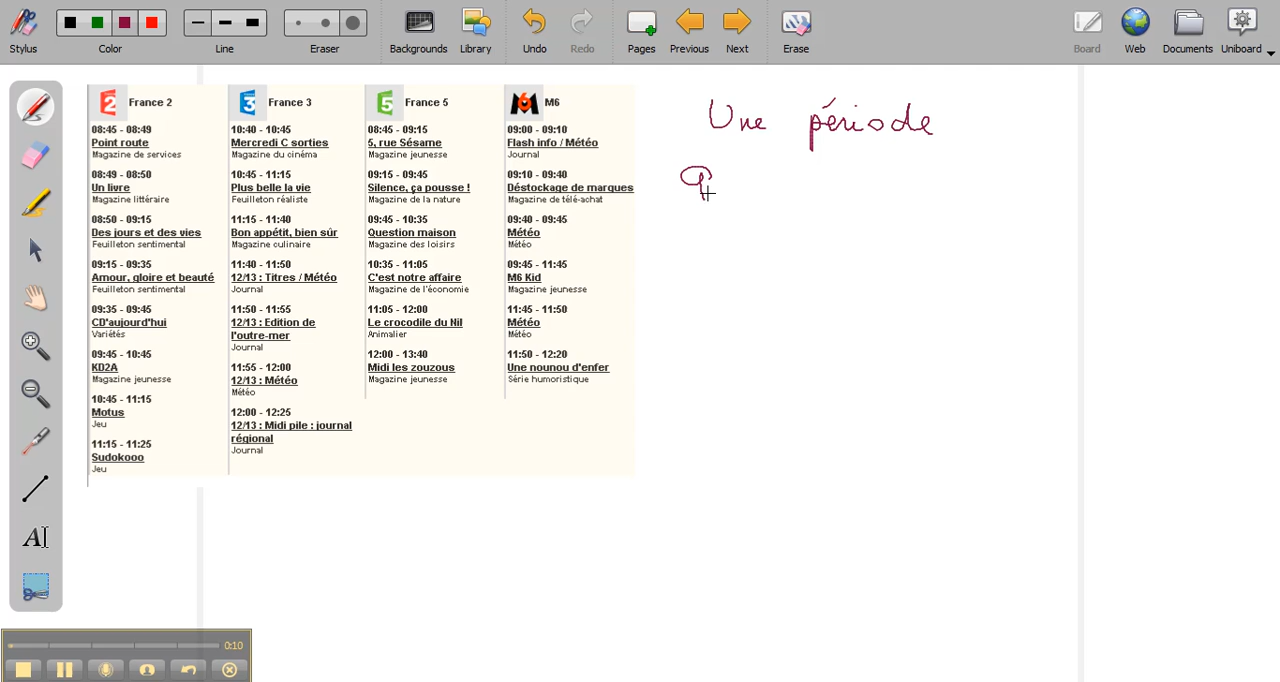 Stylus
Color
Line
Eraser
Backgrounds
Library
Undo
Redo
Pages
Previous
Next
Erase
Board
Web
Documents
Uniboard
2 France 2
08:45 - 08:49
Point route
Magazine de services
08:49 - 08:50
Un livre
Magazine littéraire
08:50 - 09:15
Des jours et des vies
Feuilleton sentimental
09:15 - 09:35
Amour, gloire et beauté
Feuilleton sentimental
09:35 - 09:45
CD'aujourd'hui
Variétés
09:45 - 10:45
KD2A
Magazine jeunesse
10:45 - 11:15
Motus
Jeu
11:15 - 11:25
Sudokooo
Jeu
3 France 3
10:40 - 10:45
Mercredi C sorties
Magazine du cinéma
10:45 - 11:15
Plus belle la vie
Feuilleton réaliste
11:15 - 11:40
Bon appétit, bien sûr
Magazine culinaire
11:40 - 11:50
12/13 : Titres / Météo
Journal
11:50 - 11:55
12/13 : Edition de
l'outre-mer
Journal
11:55 - 12:00
12/13 : Météo
Météo
12:00 - 12:25
12/13 : Midi pile : journal
régional
Journal
5 France 5
08:45 - 09:15
5, rue Sésame
Magazine jeunesse
09:15 - 09:45
Silence, ça pousse !
Magazine de la nature
09:45 - 10:35
Question maison
Magazine des loisirs
10:35 - 11:05
C'est notre affaire
Magazine de l'économie
11:05 - 12:00
Le crocodile du Nil
Animalier
12:00 - 13:40
Midi les zouzous
Magazine jeunesse
M6 M6
09:00 - 09:10
Flash info / Météo
Journal
09:10 - 09:40
Déstockage de marques
Magazine de télé-achat
09:40 - 09:45
Météo
Météo
09:45 - 11:45
M6 Kid
Magazine jeunesse
11:45 - 11:50
Météo
Météo
11:50 - 12:20
Une nounou d'enfer
Série humoristique
Une période
AI
0:10